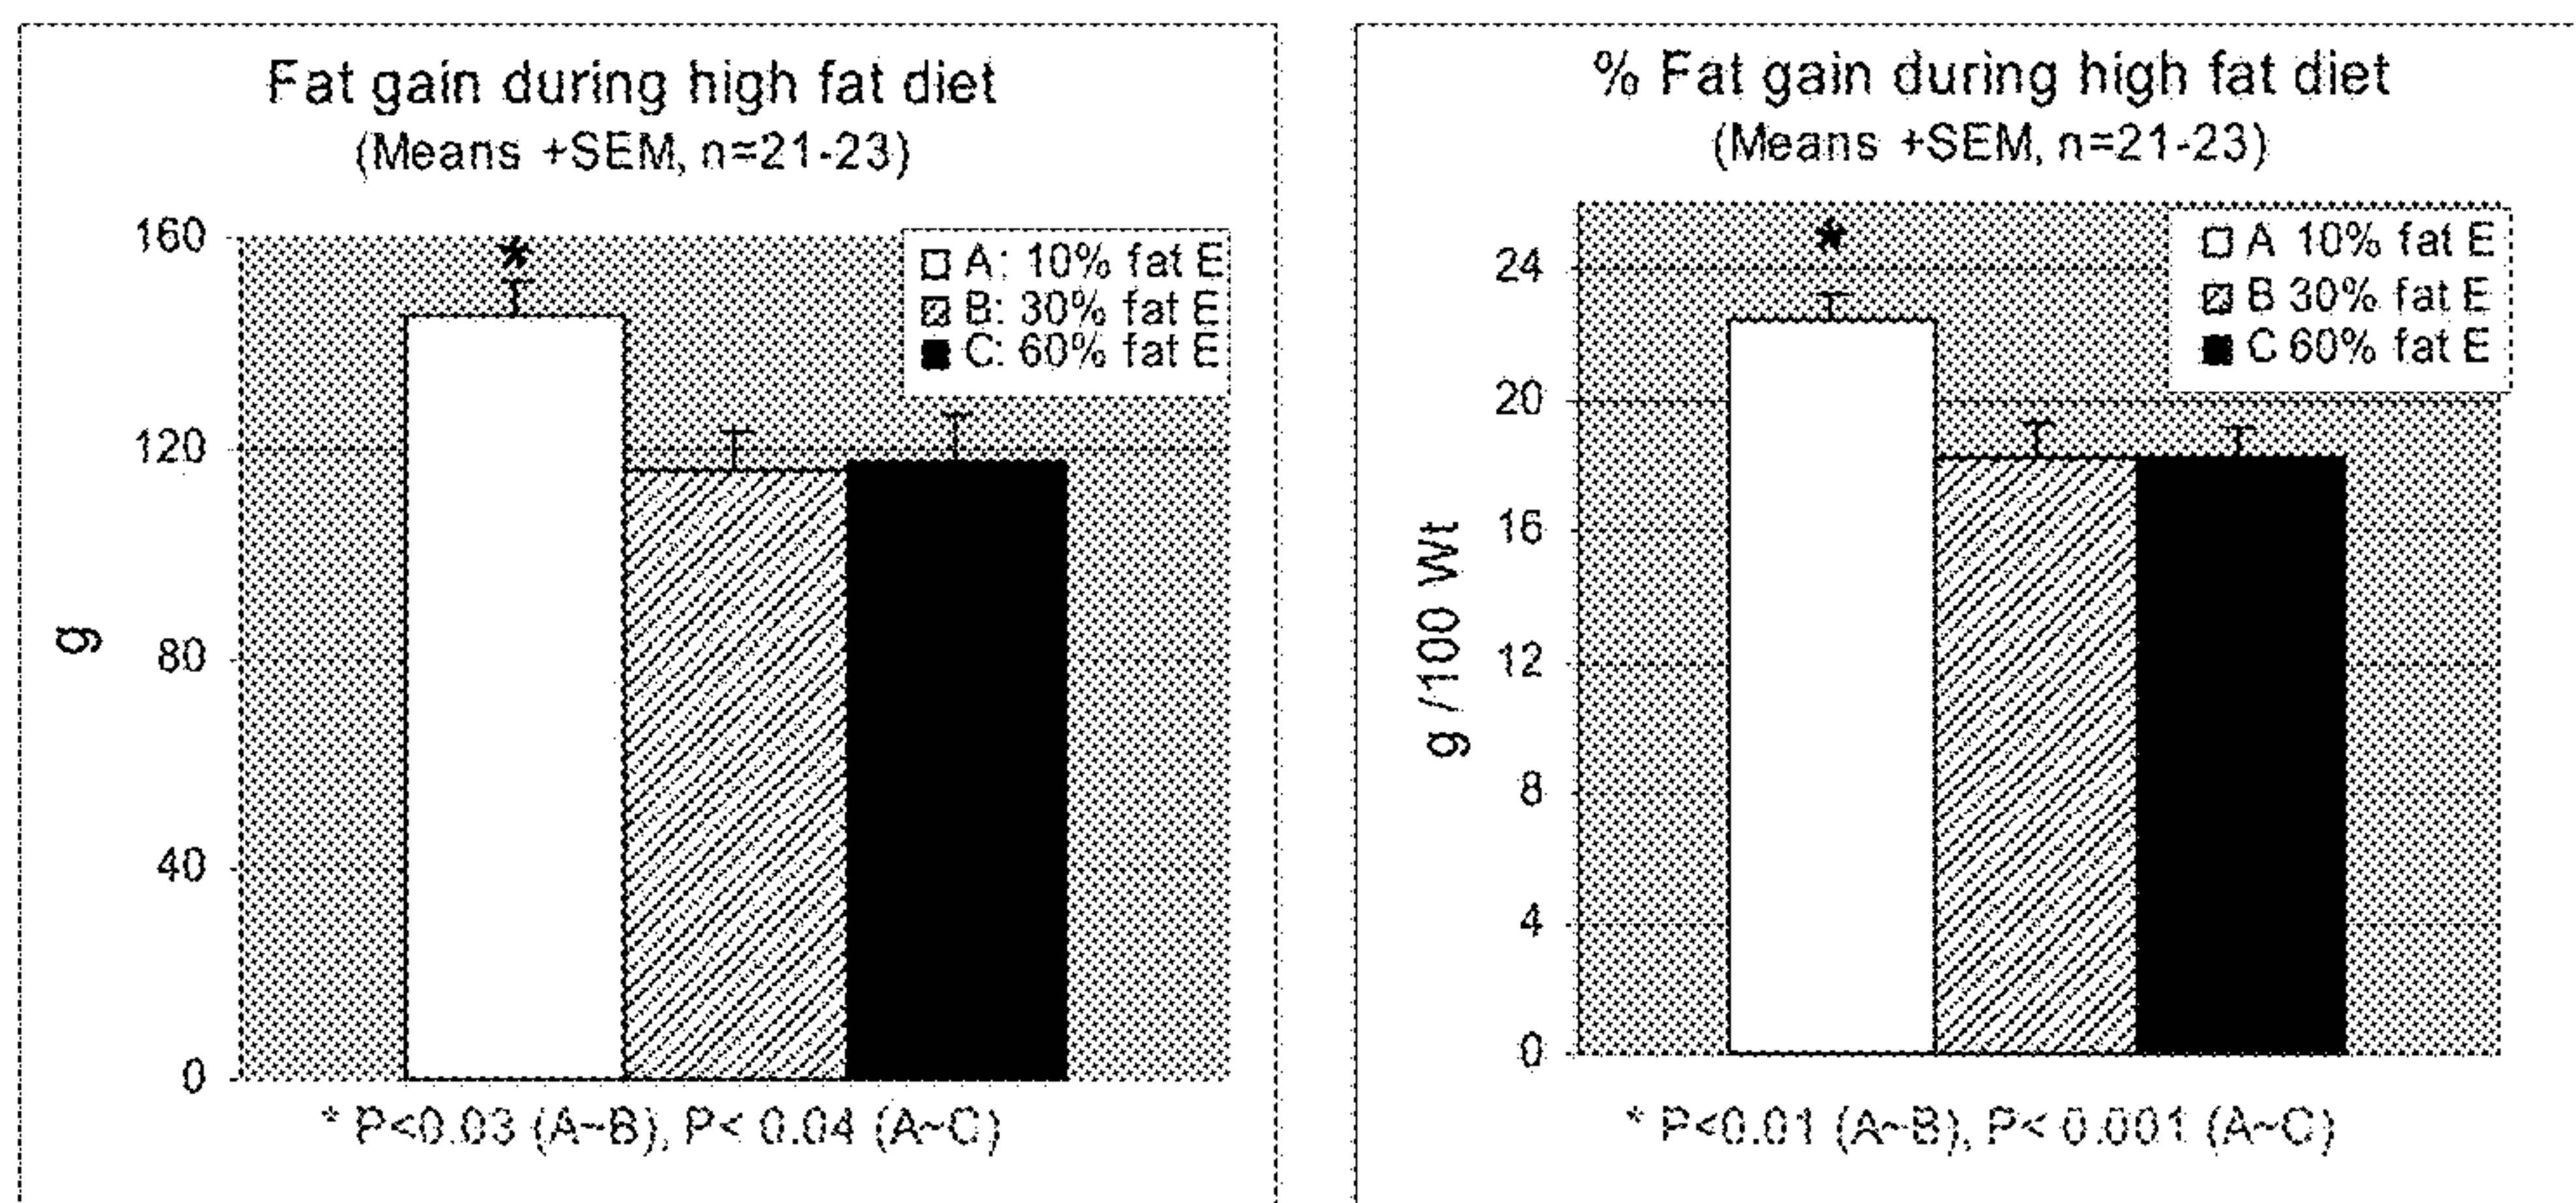 Fat gain during high fat diet
(Means +SEM, n=21-23)
160
120
80
40
0
g
A: 10% fat E
B: 30% fat E
C: 60% fat E
* P<0.03 (A~B), P< 0.04 (A~C)
% Fat gain during high fat diet
(Means +SEM, n=21-23)
24
20
16
12
8
4
0
g /100 Wt
A 10% fat E
B 30% fat E
C 60% fat E
* P<0.01 (A~B), P< 0.001 (A~C)